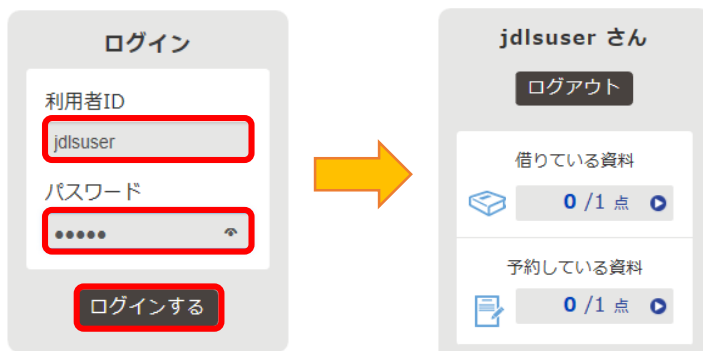 ログイン
利用者ID
jdlsuser
パスワード
●●●●●
ログインする
jdlsuser さん
ログアウト
借りている資料
0 /1 点
予約している資料
0 /1 点